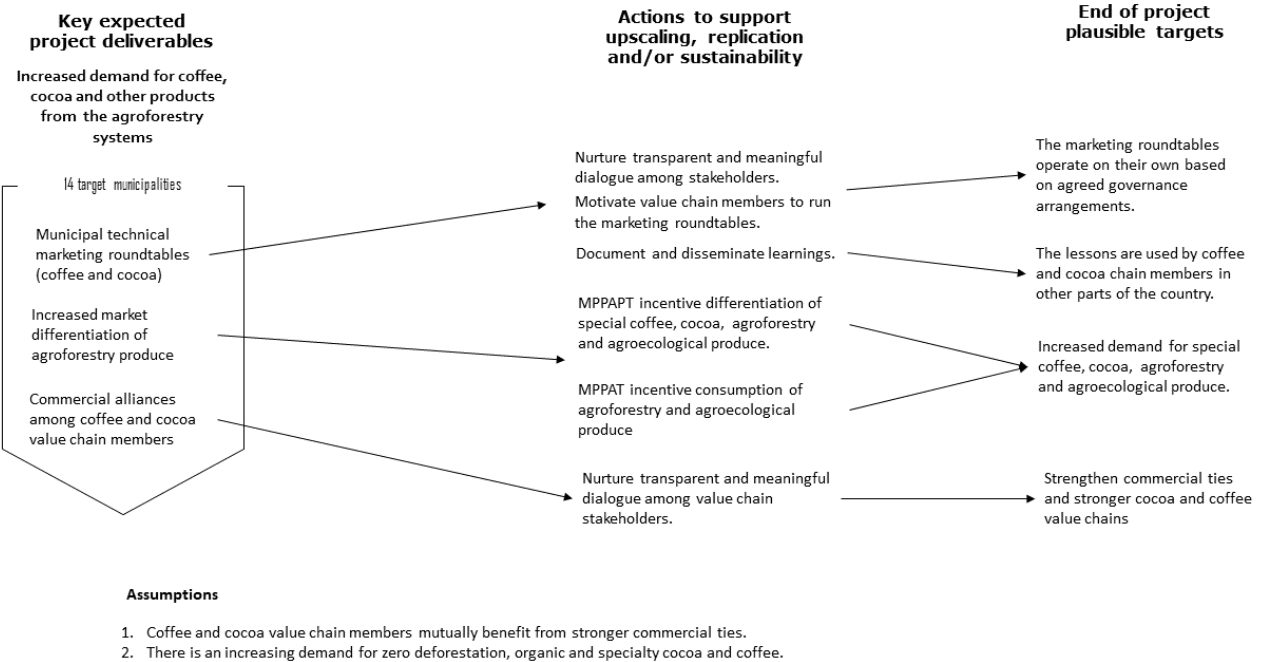 Key expected
project deliverables
Increased demand for coffee,
cocoa and other products
from the agroforestry
systems
14 target municipalities
Municipal technical
marketing roundtables
(coffee and cocoa)
Increased market
differentiation of
agroforestry produce
Commercial alliances
among coffee and cocoa
value chain members
Actions to support
upscaling, replication
and/or sustainability
Nurture transparent and meaningful
dialogue among stakeholders.
Motivate value chain members to run
the marketing roundtables.
Document and disseminate learnings.
MPPAPT incentive differentiation of
special coffee, cocoa, agroforestry
and agroecological produce.
MPPAT incentive consumption of
agroforestry and agroecological
produce
Nurture transparent and meaningful
dialogue among value chain
stakeholders.
End of project
plausible targets
The marketing roundtables
operate on their own based
on agreed governance
arrangements.
The lessons are used by coffee
and cocoa chain members in
other parts of the country.
Increased demand for special
coffee, cocoa, agroforestry
and agroecological produce.
Strengthen commercial ties
and stronger cocoa and coffee
value chains
Assumptions
1. Coffee and cocoa value chain members mutually benefit from stronger commercial ties.
2. There is an increasing demand for zero deforestation, organic and specialty cocoa and coffee.